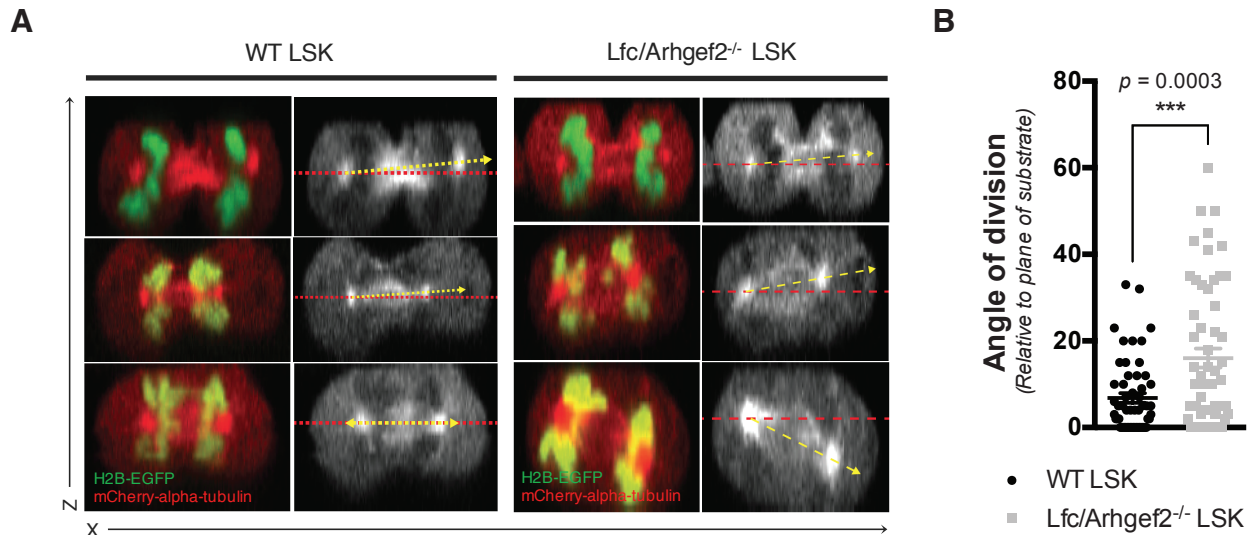 A
WT LSK
Lfc/Arhgef2-/- LSK
H2B-EGFP
mCherry-alpha-tubulin
H2B-EGFP
mCherry-alpha-tubulin
Z
X
B
Angle of division
(Relative to plane of substrate)
80
60
40
20
0
p = 0.0003
***
WT LSK
Lfc/Arhgef2-/- LSK